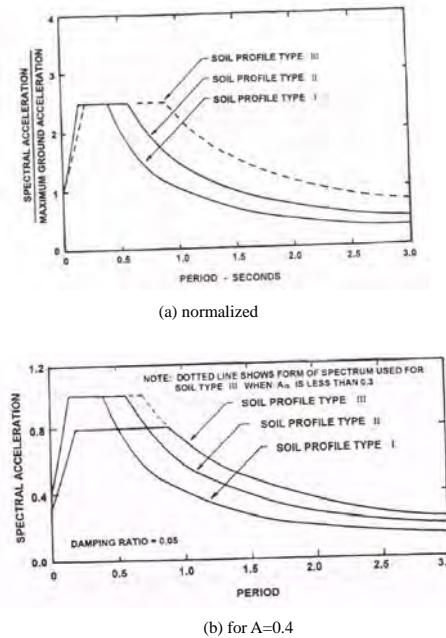 4
3
2
1
0
SPECTRAL ACCELERATION
MAXIMUM GROUND ACCELERATION
SOIL PROFILE TYPE III
SOIL PROFILE TYPE II
SOIL PROFILE TYPE I
0 0.5 1.0 1.5 2.0 2.5 3.0
PERIOD - SECONDS
(a) normalized
1.2
0.8
0.4
0.0
SPECTRAL ACCELERATION
NOTE: DOTTED LINE SHOWS FORM OF SPECTRUM USED FOR
SOIL TYPE III WHEN A IS LESS THAN 0.3
SOIL PROFILE TYPE III
SOIL PROFILE TYPE II
SOIL PROFILE TYPE I
DAMPING RATIO = 0.05
0 0.5 1.0 1.5 2.0 2.5 3.0
PERIOD
(b) for A=0.4